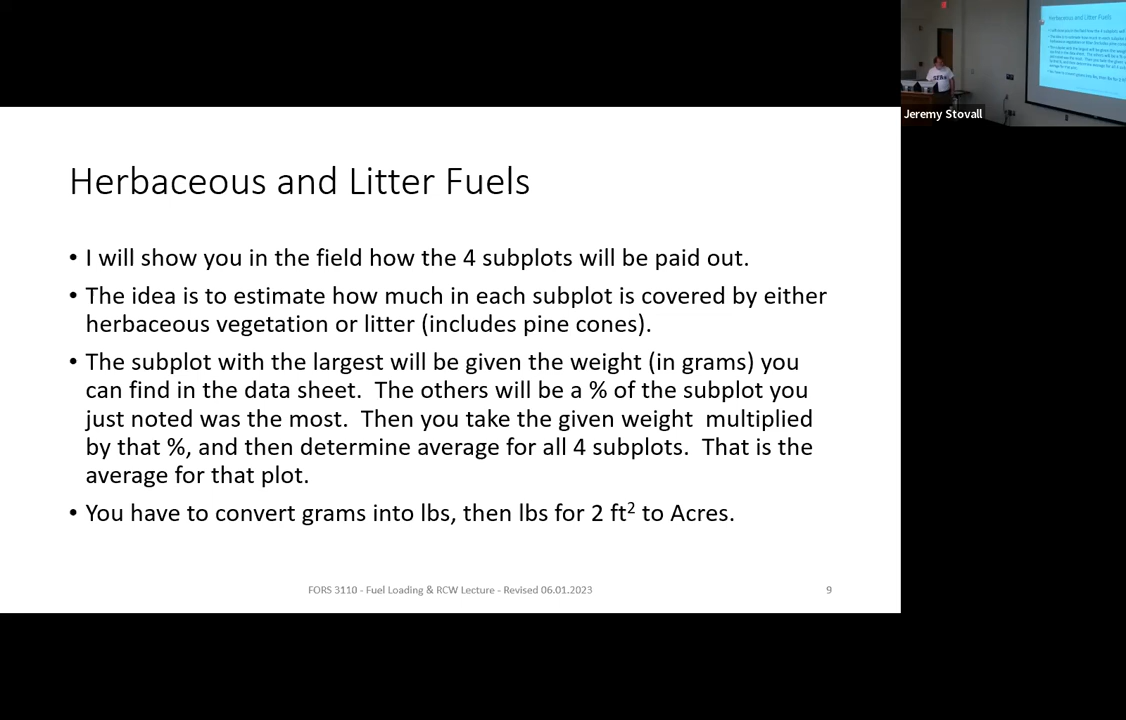 Herbaceous and Litter Fuels
• I will show you in the field how the 4 subplots will be paid out.
• The idea is to estimate how much in each subplot is covered by either
herbaceous vegetation or litter (includes pine cones).
• The subplot with the largest will be given the weight (in grams) you
can find in the data sheet.  The others will be a % of the subplot you
just noted was the most.  Then you take the given weight  multiplied
by that %, and then determine average for all 4 subplots.  That is the
average for that plot.
• You have to convert grams into lbs, then lbs for 2 ft² to Acres.
FORS 3110 - Fuel Loading & RCW Lecture - Revised 06.01.2023
9
Herbaceous and Litter Fuels
Jeremy Stovall